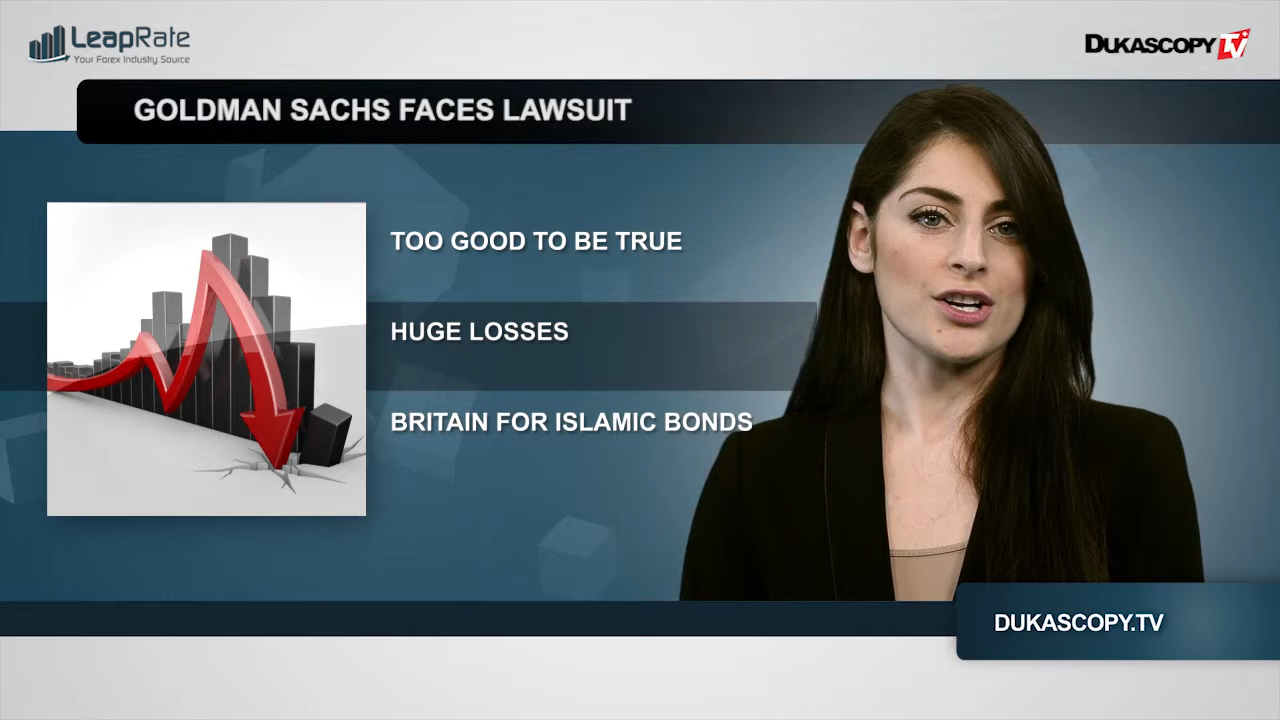 LeapRate
Your Forex Industry Source
DUKASCOPY TV
GOLDMAN SACHS FACES LAWSUIT
TOO GOOD TO BE TRUE
HUGE LOSSES
BRITAIN FOR ISLAMIC BONDS
DUKASCOPY.TV